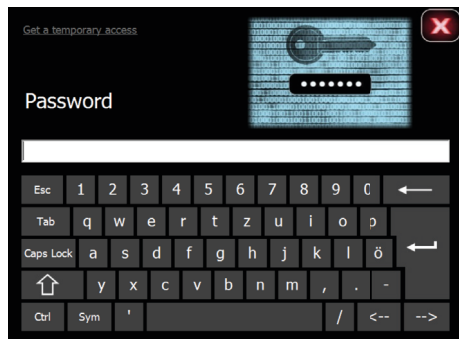 Get a temporary access
Password
Esc 1 2 3 4 5 6 7 8 9 0
Tab q w e r t z u i o p
Caps Lock a s d f g h j k l ö
y x c v b n m , . -
Ctrl Sym ' / <-- -->